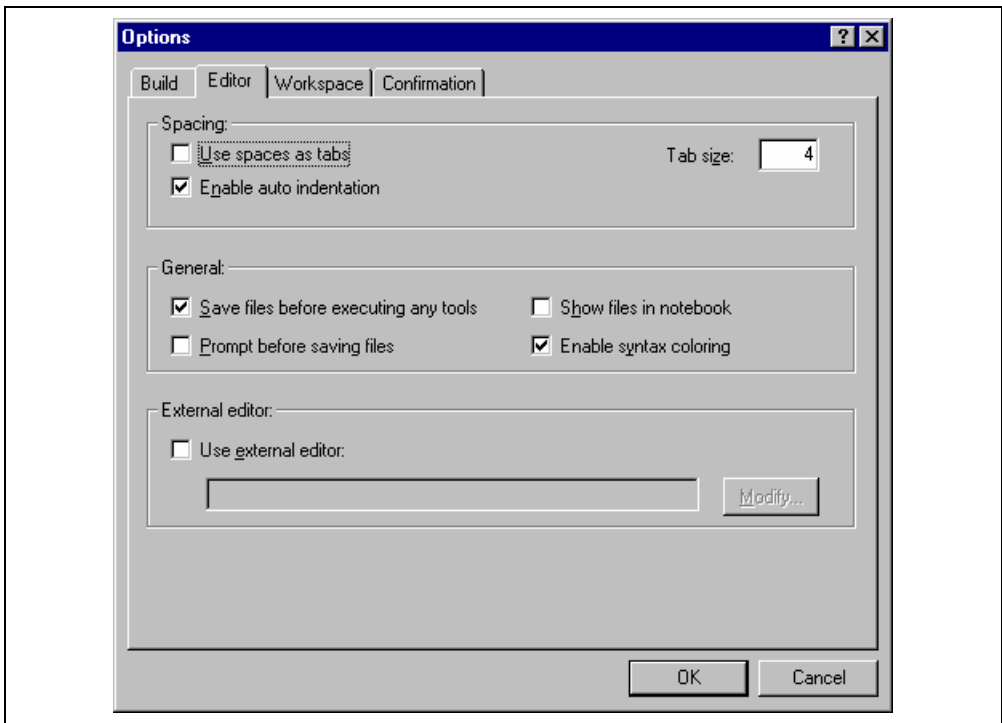 Options
Build Editor Workspace Confirmation
Spacing:
Use spaces as tabs Tab size: 4
Enable auto indentation
General:
Save files before executing any tools Show files in notebook
Prompt before saving files Enable syntax coloring
External editor:
Use external editor:
Modify...
OK Cancel